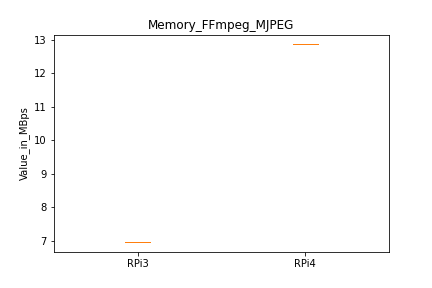 Memory_FFmpeg_MJPEG
13
12
11
10
9
8
7
Value_in_MBps
RPi3 RPi4